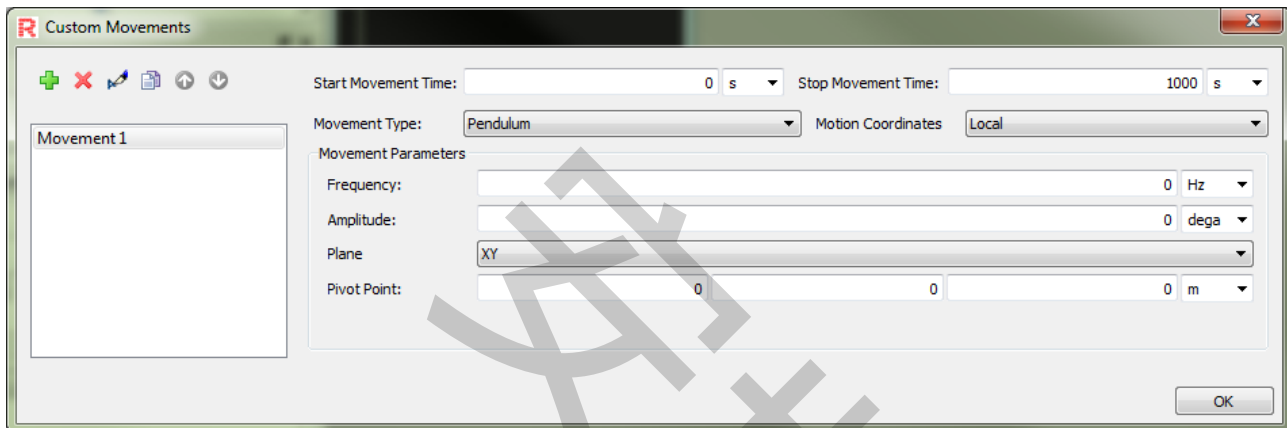 Custom Movements
Start Movement Time: 0 s Stop Movement Time: 1000 s
Movement Type: Pendulum Motion Coordinates Local
Movement 1
Movement Parameters
Frequency: 0 Hz
Amplitude: 0 dega
Plane XY
Pivot Point: 0 0 0 m
OK